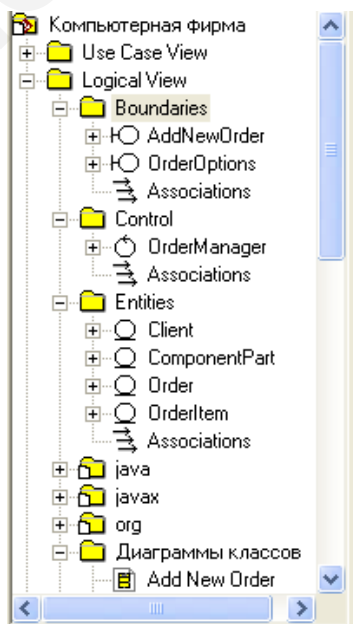 Компьютерная фирма
Use Case View
Logical View
Boundaries
AddNewOrder
OrderOptions
Associations
Control
OrderManager
Associations
Entities
Client
ComponentPart
Order
OrderItem
Associations
java
javax
org
Диаграммы классов
Add New Order